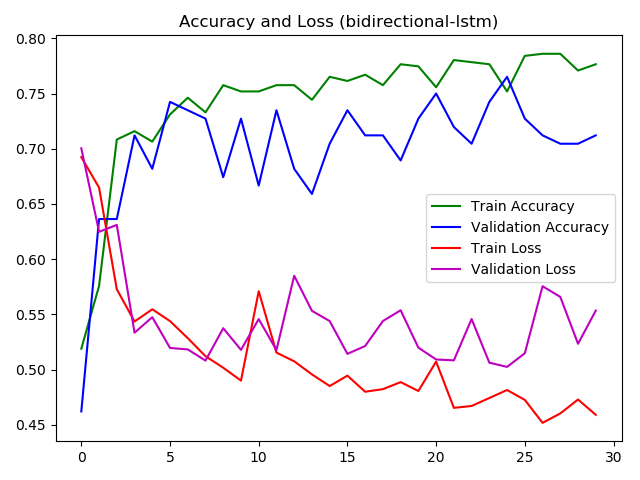 Accuracy and Loss (bidirectional-lstm)
0.80
0.75
0.70
0.65
0.60
0.55
0.50
0.45
Train Accuracy
Validation Accuracy
Train Loss
Validation Loss
0 5 10 15 20 25 30